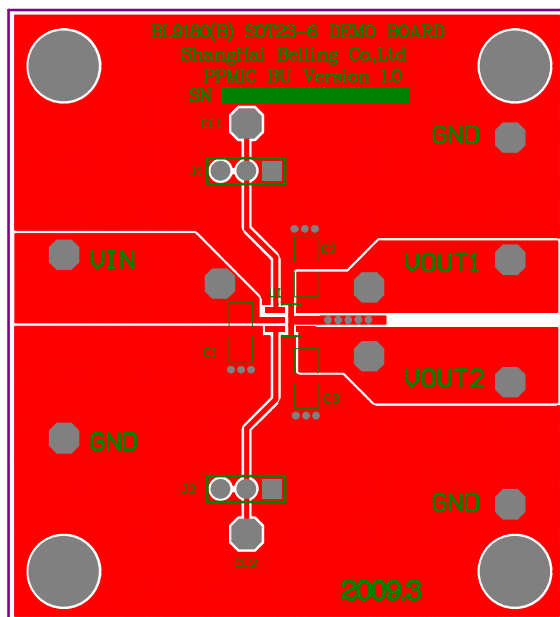 BL9180(B) SOT23-6 DEMO BOARD
ShangHai Belling Co.,Ltd
PPMIC BU Version 1.0
SN
GND
J1
C2
VIN
VOUT1
C1
VOUT2
C3
GND
J2
GND
2009.3